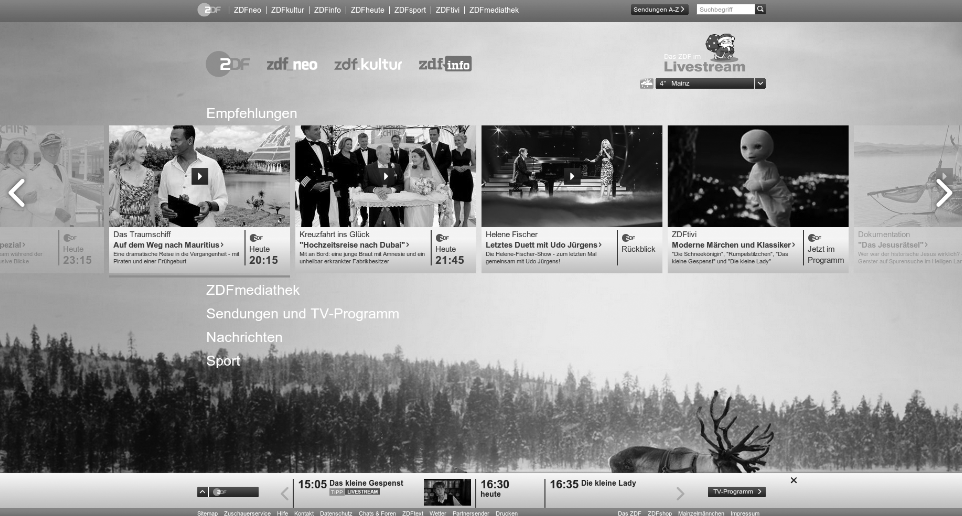 ZDF ZDFneo ZDFkultur ZDFinfo ZDFheute ZDFsport ZDFtivi ZDFmediathek Sendungen A-Z Suchbegriff
ZDF zdf_neo zdf.kultur zdf info
Das ZDF im
Livestream
4° Mainz
Empfehlungen
SCHIFF
pezial
Heute
23:15
Das Traumschiff
Auf dem Weg nach Mauritius
Eine dramatische Reise in die Vergangenheit - mit
Piraten und einer Frühgeburt
Heute
20:15
Kreuzfahrt ins Glück
"Hochzeitsreise nach Dubai"
Mit an Bord: eine junge Braut mit Amnesie und ein
unheilbar erkrankter Fabrikbesitzer
Heute
21:45
Helene Fischer
Letztes Duett mit Udo Jürgens
Die Helene-Fischer-Show - zum letzten Mal
gemeinsam mit Udo Jürgens!
Rückblick
ZDFtivi
Moderne Märchen und Klassiker
"Die Schneekönigin", "Rumpelstilzchen", "Das
kleine Gespenst" und "Die kleine Lady"
Jetzt im
Programm
Dokumentation
"Das Jesusrätsel"
ZDFmediathek
Sendungen und TV-Programm
Nachrichten
Sport
ZDF
15:05 Das kleine Gespenst
TIPP LIVESTREAM
16:30
heute
16:35 Die kleine Lady
TV-Programm
Sitemap Zuschauerservice Hilfe Kontakt Datenschutz Chats & Foren ZDFtext Wetter Partnersender Drucken Das ZDF ZDFshop Mainzelmännchen Impressum